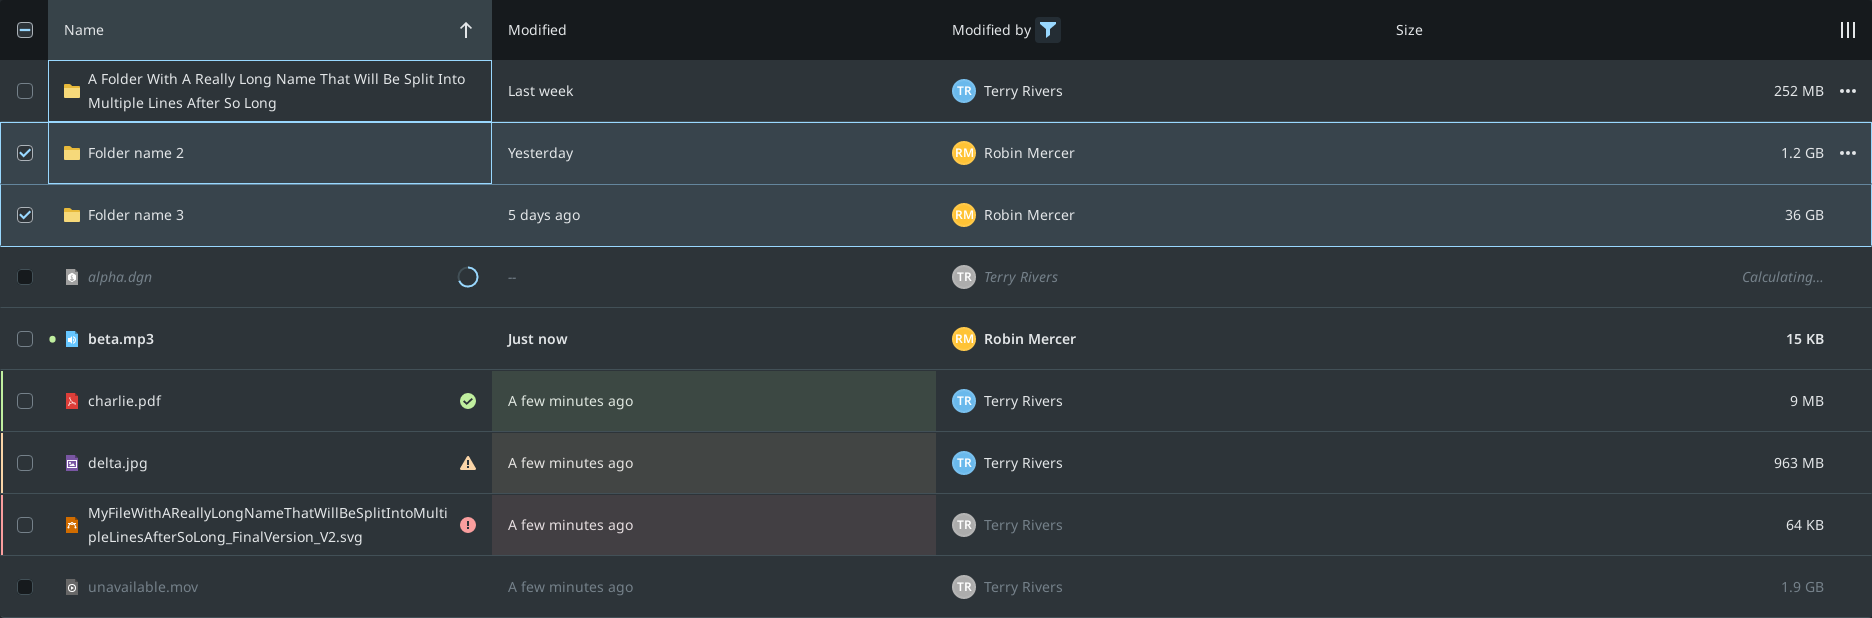 Name Modified Modified by Size
A Folder With A Really Long Name That Will Be Split Into
Multiple Lines After So Long
Last week TR Terry Rivers 252 MB
Folder name 2 Yesterday RM Robin Mercer 1.2 GB
Folder name 3 5 days ago RM Robin Mercer 36 GB
alpha.dgn -- TR Terry Rivers Calculating...
beta.mp3 Just now RM Robin Mercer 15 KB
charlie.pdf A few minutes ago TR Terry Rivers 9 MB
delta.jpg A few minutes ago TR Terry Rivers 963 MB
MyFileWithAReallyLongNameThatWillBeSplitIntoMulti
pleLinesAfterSoLong_FinalVersion_V2.svg
A few minutes ago TR Terry Rivers 64 KB
unavailable.mov A few minutes ago TR Terry Rivers 1.9 GB